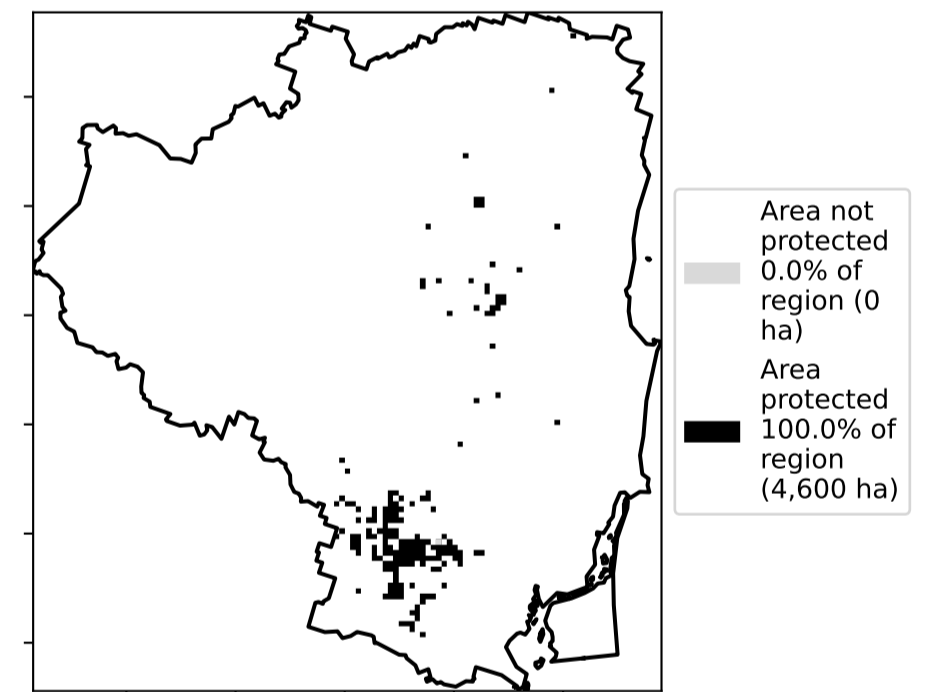 Area not
protected
0.0% of
region (0
ha)
Area
protected
100.0% of
region
(4,600 ha)